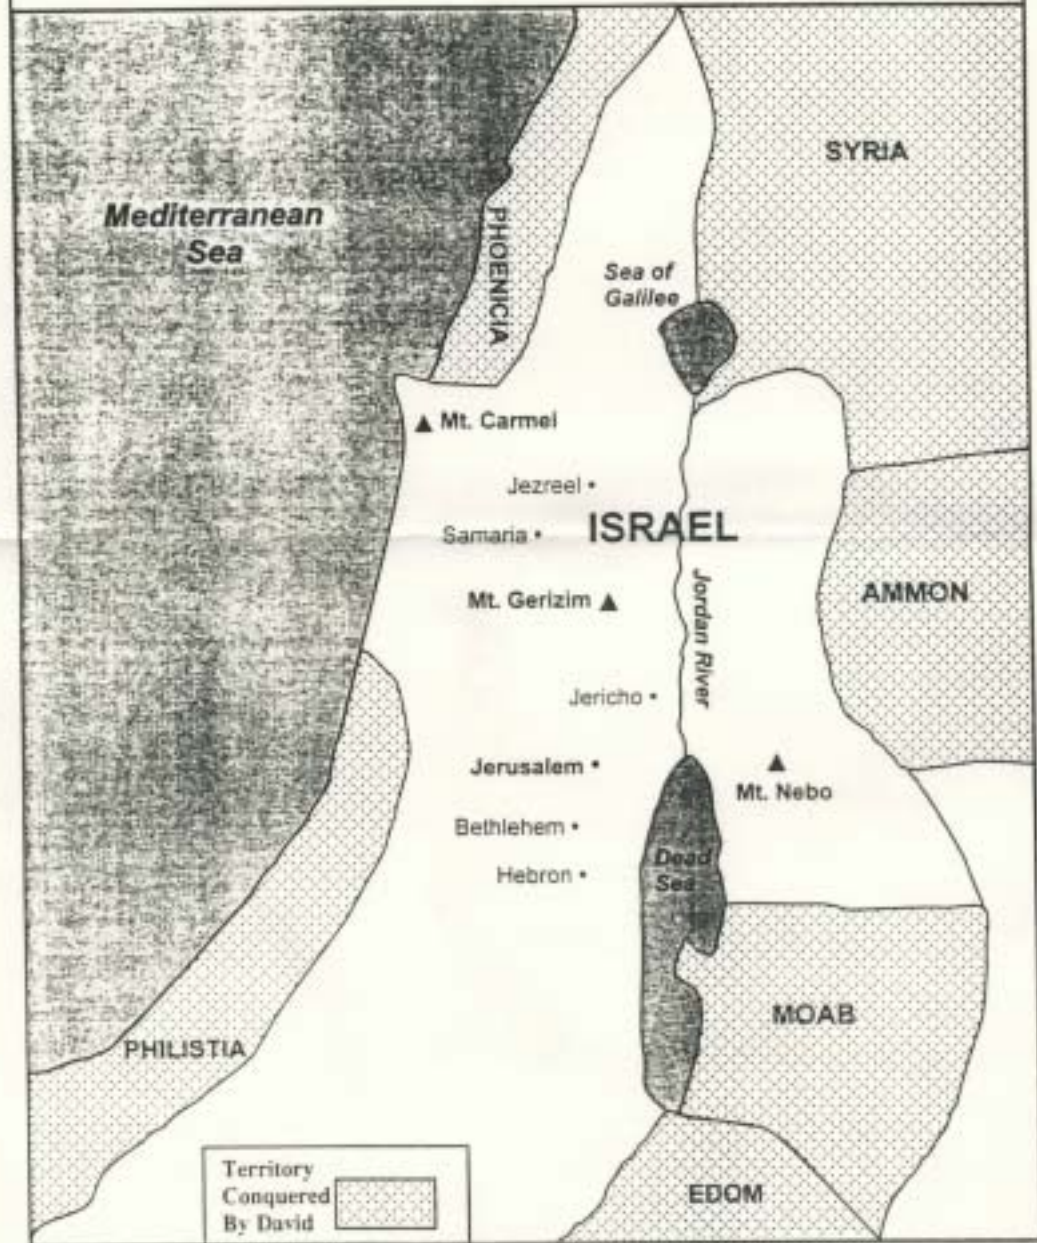 SYRIA
Mediterranean
Sea
PHOENICIA
Sea of
Galilee
Mt. Carmel
Jezreel
ISRAEL
Samaria
Jordan River
AMMON
Mt. Gerizim
Jericho
Jerusalem
Mt. Nebo
Bethlehem
Dead
Sea
Hebron
MOAB
PHILISTIA
Territory
Conquered
By David
EDOM